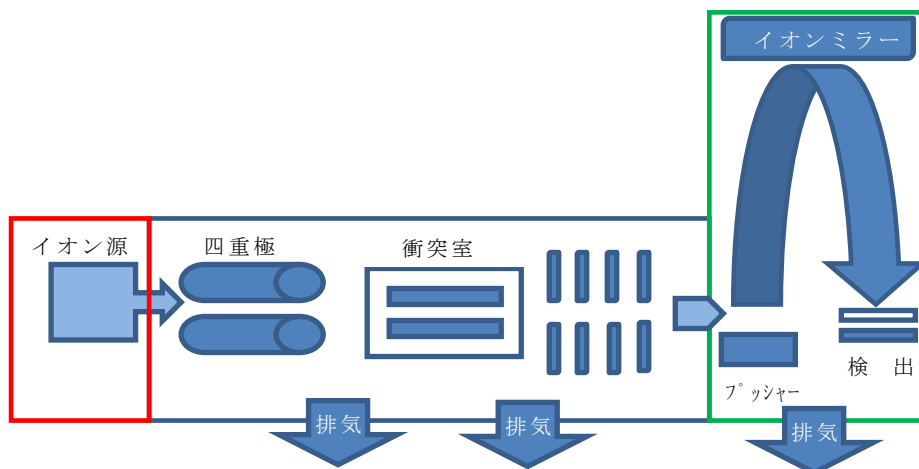 イオンミラー
イオン源
四重極
衝突室
プッシャー
検 出
排気
排気
排気